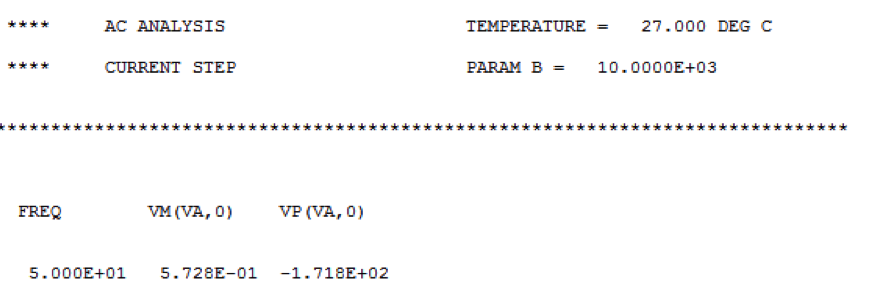 **** AC ANALYSIS TEMPERATURE = 27.000 DEG C
**** CURRENT STEP PARAM B = 10.0000E+03
******************************************************************************
FREQ VM(VA,0) VP(VA,0)
5.000E+01 5.728E-01 -1.718E+02